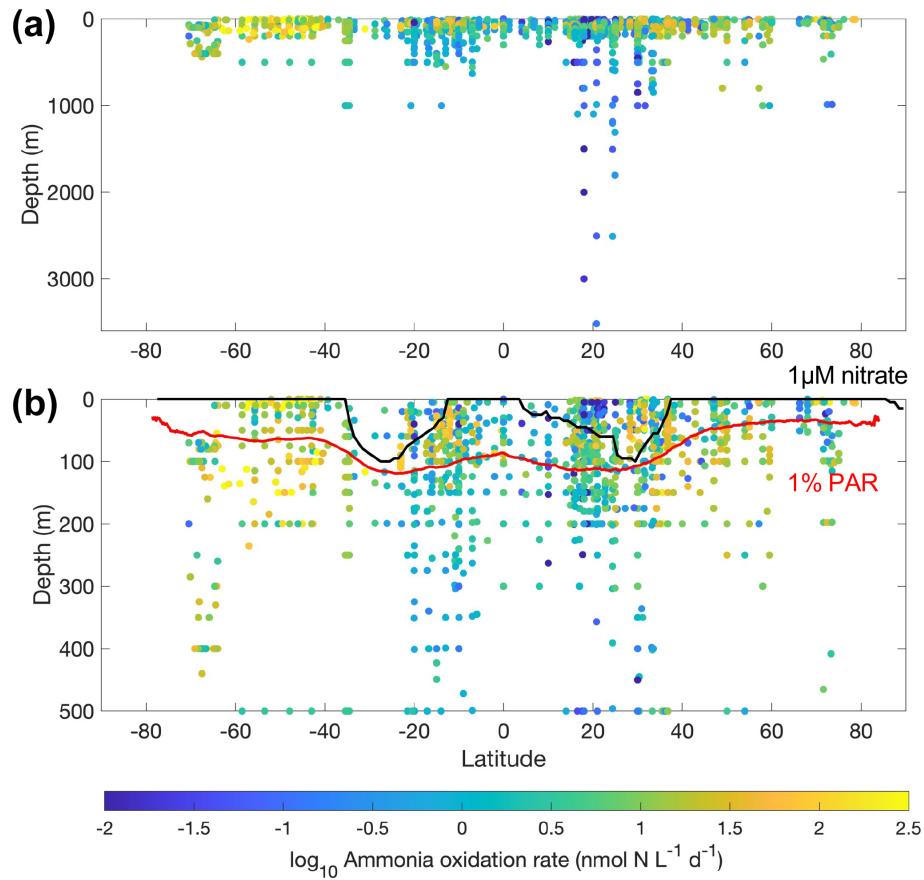 (a)
0
1000
2000
3000
Depth (m)
-80 -60 -40 -20 0 20 40 60 80
1µM nitrate
(b)
0
100
200
300
400
500
Depth (m)
1% PAR
-80 -60 -40 -20 0 20 40 60 80
Latitude
-2 -1.5 -1 -0.5 0 0.5 1 1.5 2 2.5
log₁₀ Ammonia oxidation rate (nmol N L⁻¹ d⁻¹)